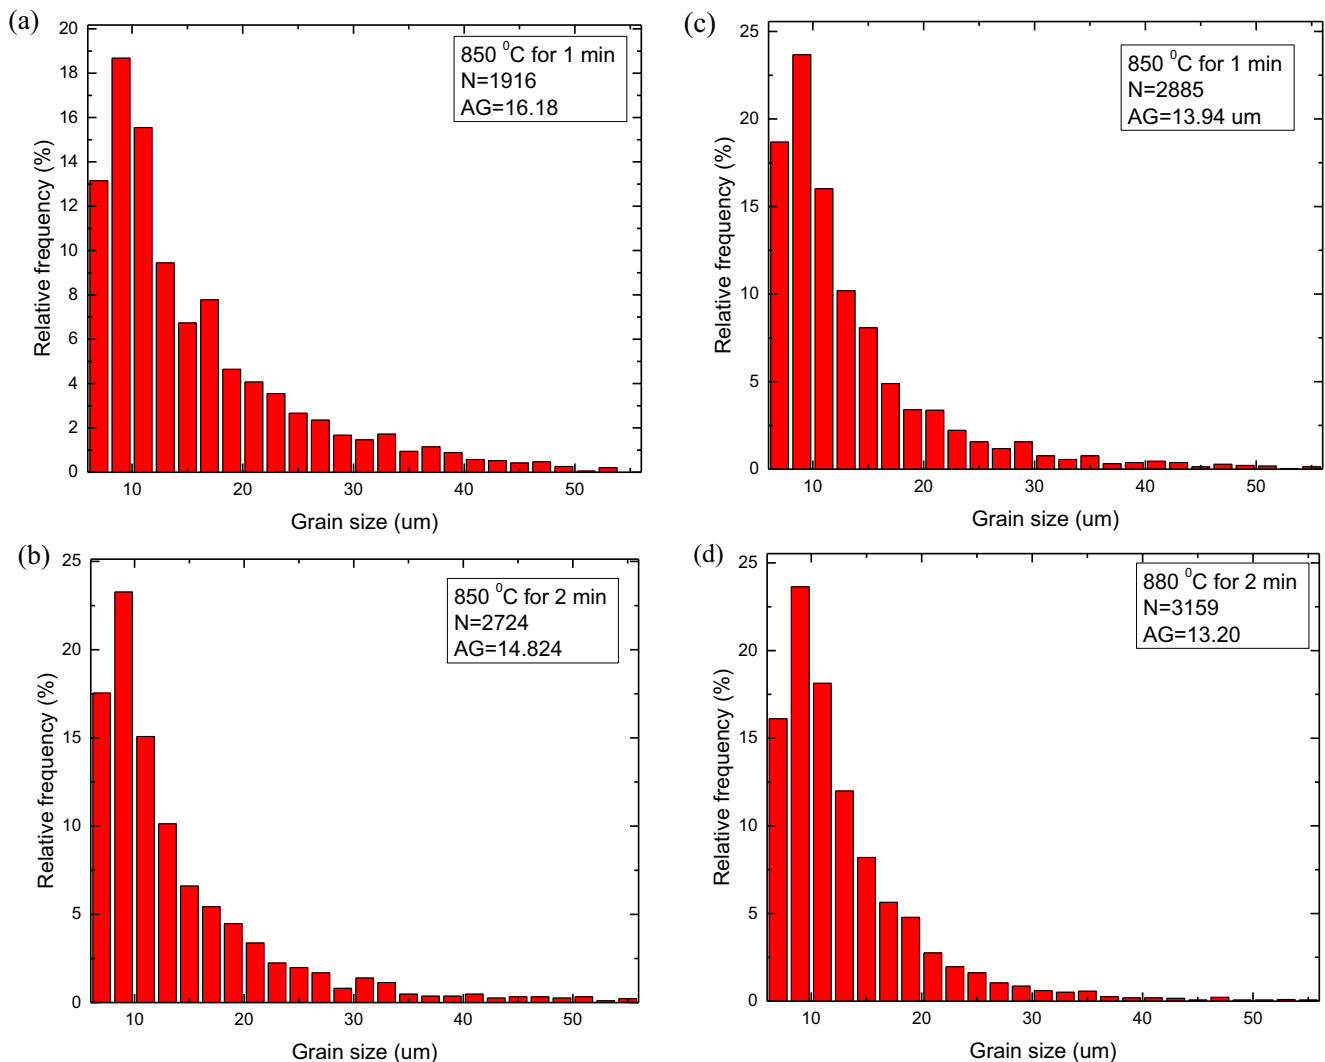 (a)
850 ⁰C for 1 min
N=1916
AG=16.18
Relative frequency (%)
20
18
16
14
12
10
8
6
4
2
0
10 20 30 40 50
Grain size (um)
(c)
850 ⁰C for 1 min
N=2885
AG=13.94 um
Relative frequency (%)
25
20
15
10
5
0
10 20 30 40 50
Grain size (um)
(b)
850 ⁰C for 2 min
N=2724
AG=14.824
Relative frequency (%)
25
20
15
10
5
0
10 20 30 40 50
Grain size (um)
(d)
880 ⁰C for 2 min
N=3159
AG=13.20
Relative frequency (%)
25
20
15
10
5
0
10 20 30 40 50
Grain size (um)